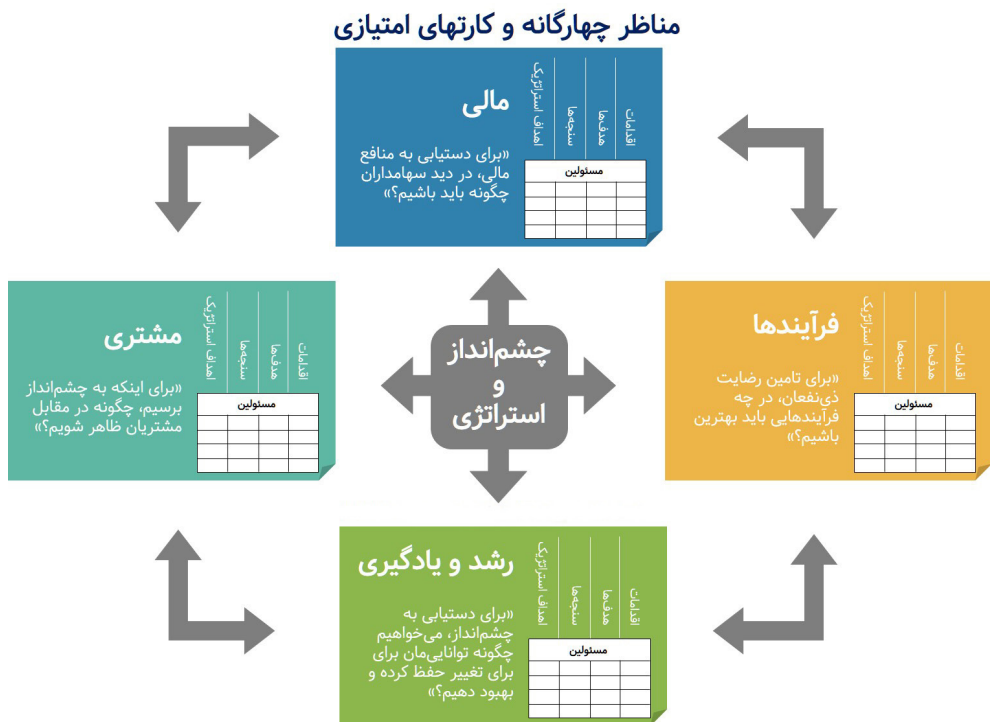 مناظر چهارگانه و کارتهای امتیازی
مالی
«برای دستیابی به منافع
مالی، در دید سهامداران
چگونه باید باشیم؟»
اهداف استراتژیک
سنجه‌ها
هدف‌ها
اقدامات
مسئولین
فرآیندها
«برای تامین رضایت
ذی‌نفعان، در چه
فرآیندهایی باید بهترین
باشیم؟»
اهداف استراتژیک
سنجه‌ها
هدف‌ها
اقدامات
مسئولین
چشم‌انداز
و
استراتژی
مشتری
«برای اینکه به چشم‌انداز
برسیم، چگونه در مقابل
مشتریان ظاهر شویم؟»
اهداف استراتژیک
سنجه‌ها
هدف‌ها
اقدامات
مسئولین
رشد و یادگیری
«برای دستیابی به
چشم‌انداز، می‌خواهیم
چگونه توانایی‌مان برای
برای تغییر حفظ کرده و
بهبود دهیم؟»
اهداف استراتژیک
سنجه‌ها
هدف‌ها
اقدامات
مسئولین